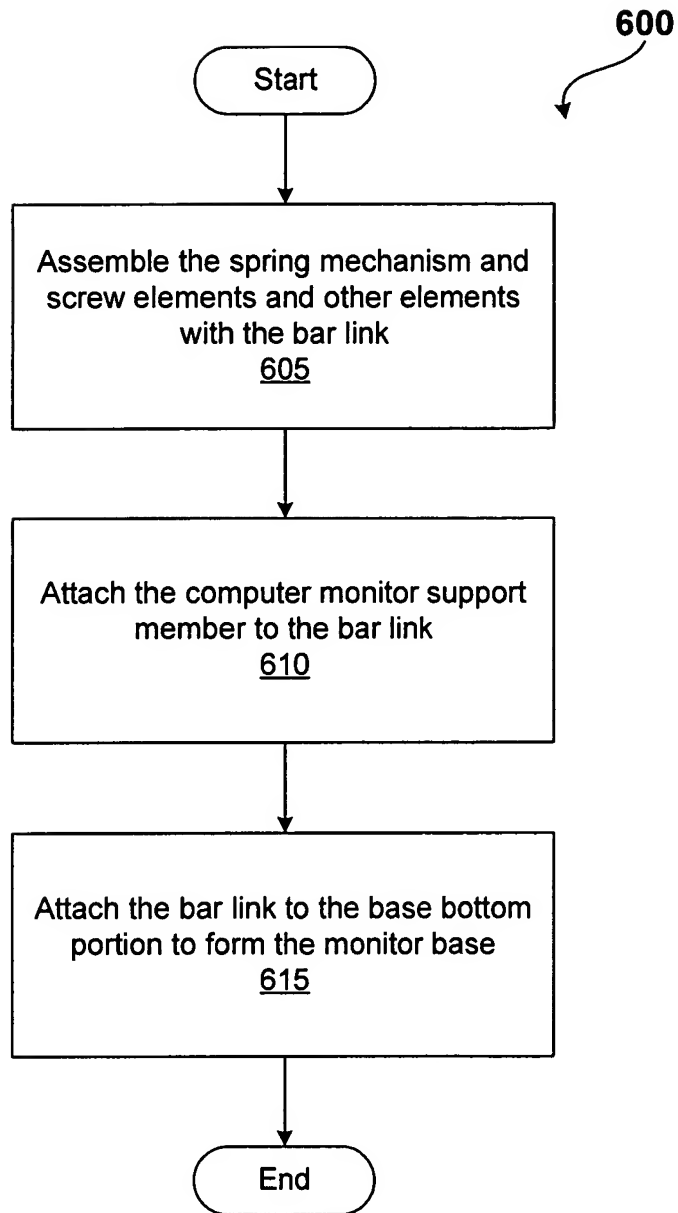 600
Start
Assemble the spring mechanism and
screw elements and other elements
with the bar link
605
Attach the computer monitor support
member to the bar link
610
Attach the bar link to the base bottom
portion to form the monitor base
615
End